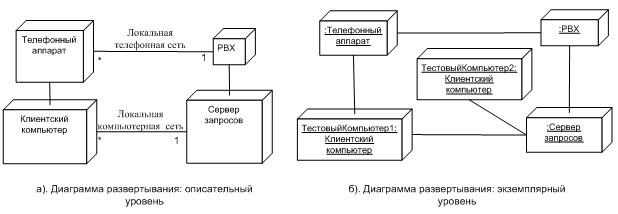 Телефонный
аппарат
Локальная
телефонная сеть
*
1
PBX
Клиентский
компьютер
Локальная
компьютерная сеть
*
1
Сервер
запросов
а). Диаграмма развертывания: описательный
уровень
:Телефонный
аппарат
:PBX
ТестовыйКомпьютер2:
Клиентский
компьютер
ТестовыйКомпьютер1:
Клиентский
компьютер
:Сервер
запросов
б). Диаграмма развертывания: экземплярный
уровень